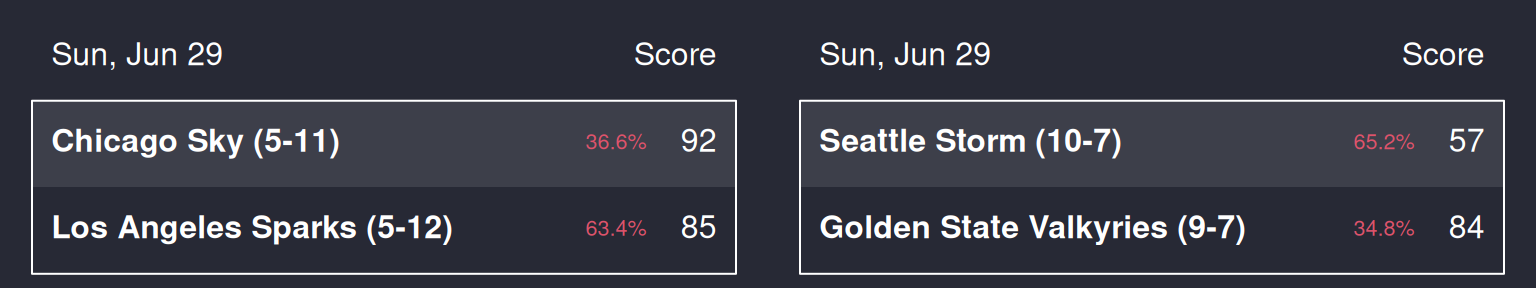 Sun, Jun 29 Score
Chicago Sky (5-11) 36.6% 92
Los Angeles Sparks (5-12) 63.4% 85
Sun, Jun 29 Score
Seattle Storm (10-7) 65.2% 57
Golden State Valkyries (9-7) 34.8% 84